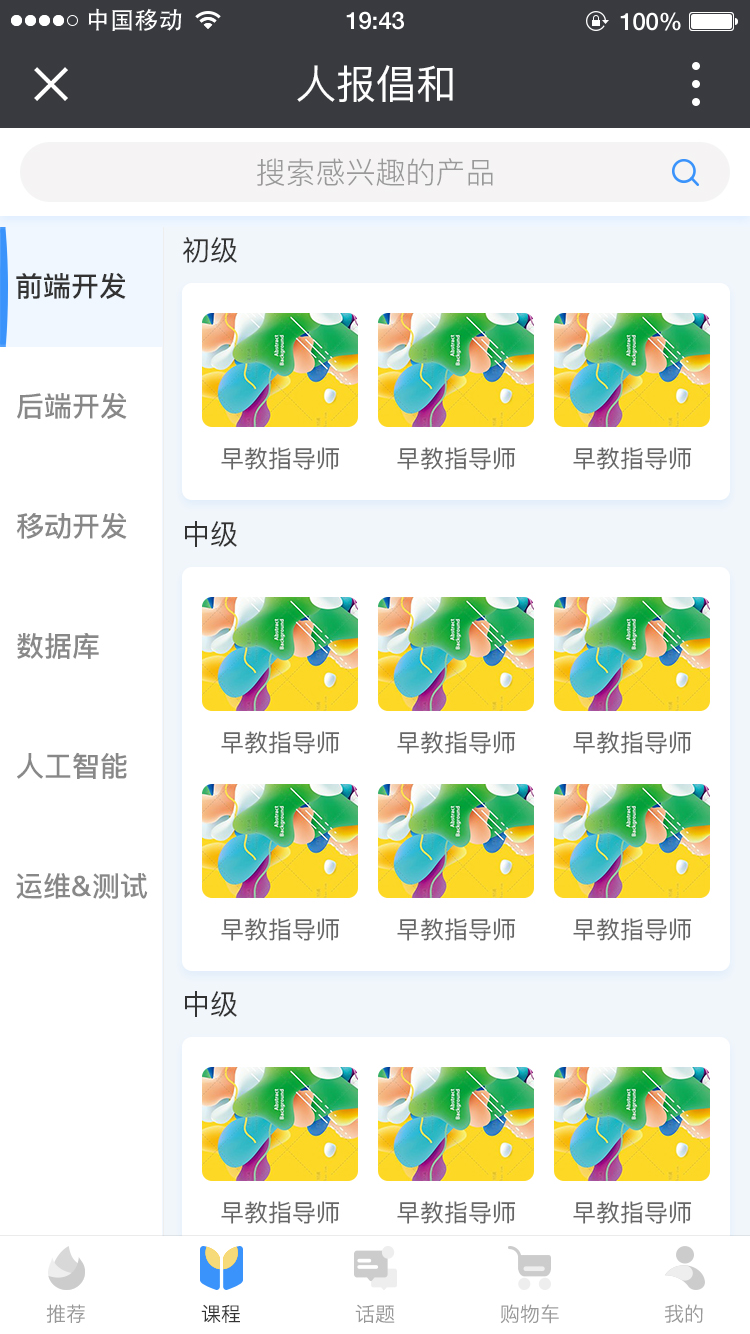 中国移动 19:43 100%
人报倡和
搜索感兴趣的产品
前端开发
后端开发
移动开发
数据库
人工智能
运维&测试
初级
Abstract Background Abstract Background Abstract Background
早教指导师 早教指导师 早教指导师
中级
Abstract Background Abstract Background Abstract Background
早教指导师 早教指导师 早教指导师
Abstract Background Abstract Background Abstract Background
早教指导师 早教指导师 早教指导师
中级
Abstract Background Abstract Background Abstract Background
早教指导师 早教指导师 早教指导师
推荐 课程 话题 购物车 我的